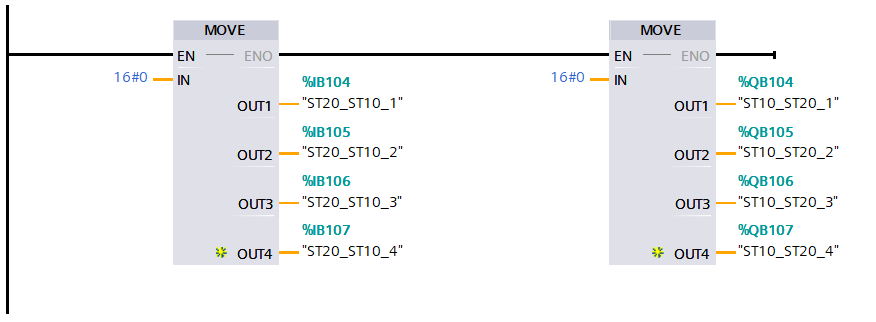 MOVE
EN ENO
16#0 IN
%IB104
OUT1 "ST20_ST10_1"
%IB105
OUT2 "ST20_ST10_2"
%IB106
OUT3 "ST20_ST10_3"
%IB107
OUT4 "ST20_ST10_4"
MOVE
EN ENO
16#0 IN
%QB104
OUT1 "ST10_ST20_1"
%QB105
OUT2 "ST10_ST20_2"
%QB106
OUT3 "ST10_ST20_3"
%QB107
OUT4 "ST10_ST20_4"